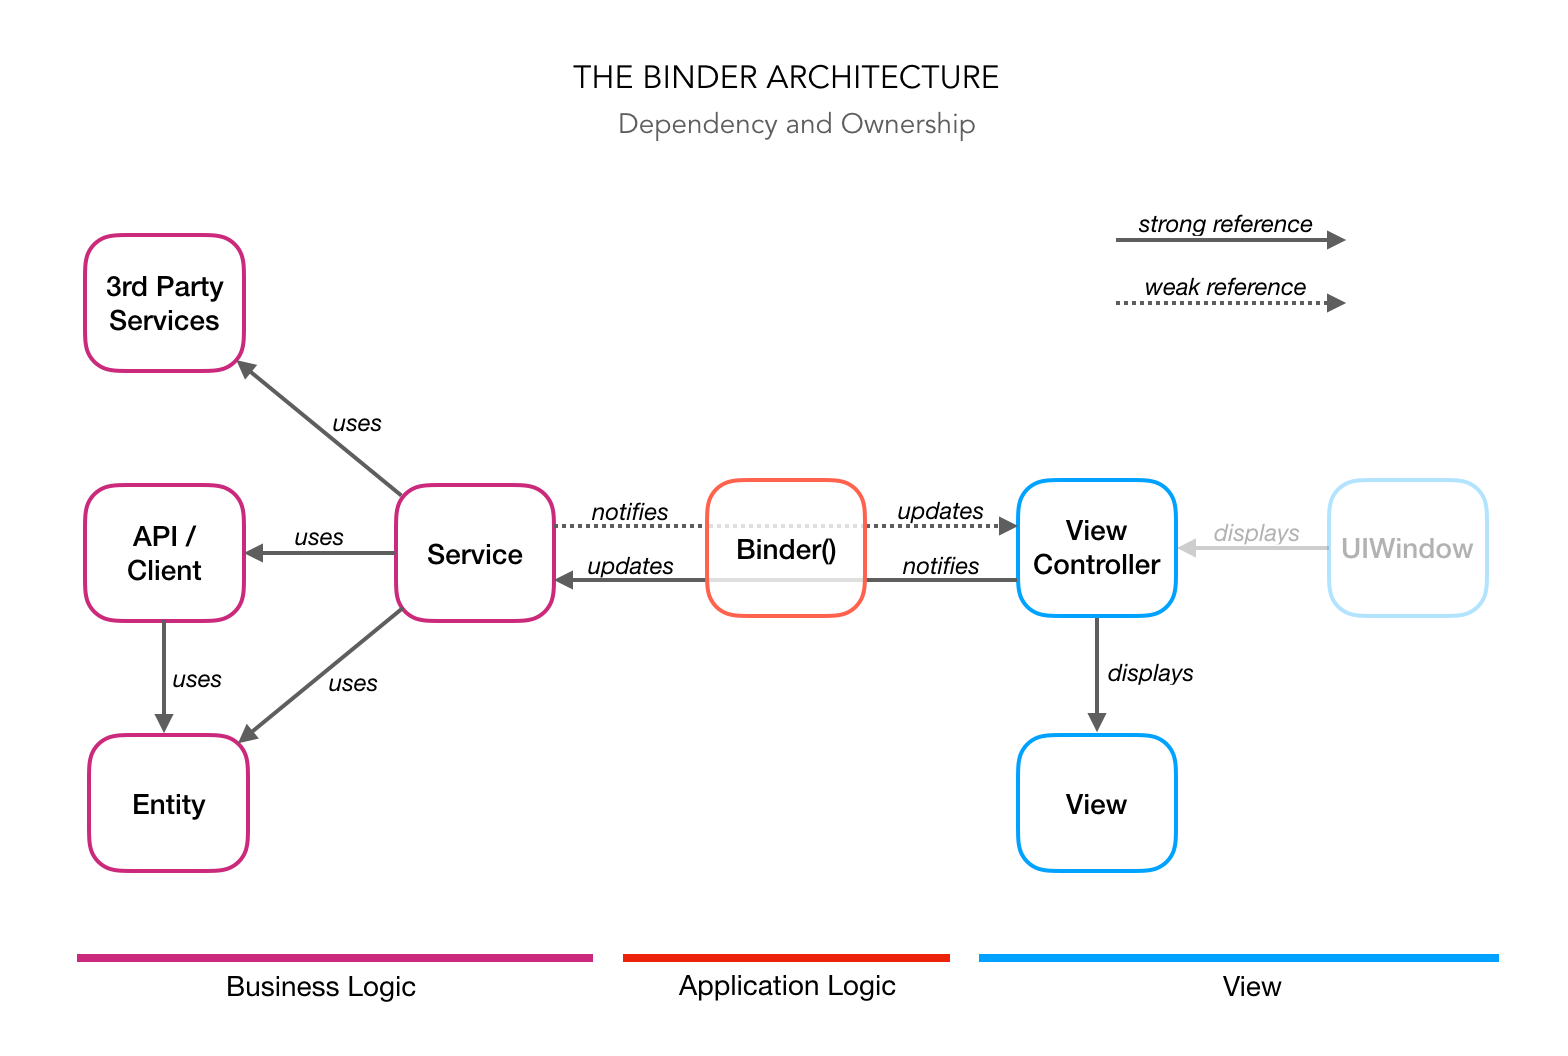 THE BINDER ARCHITECTURE
Dependency and Ownership
strong reference
weak reference
3rd Party
Services
uses
API /
Client
uses
Service
notifies
updates
Binder()
updates
notifies
View
Controller
displays
UIWindow
uses
uses
displays
Entity
View
Business Logic
Application Logic
View